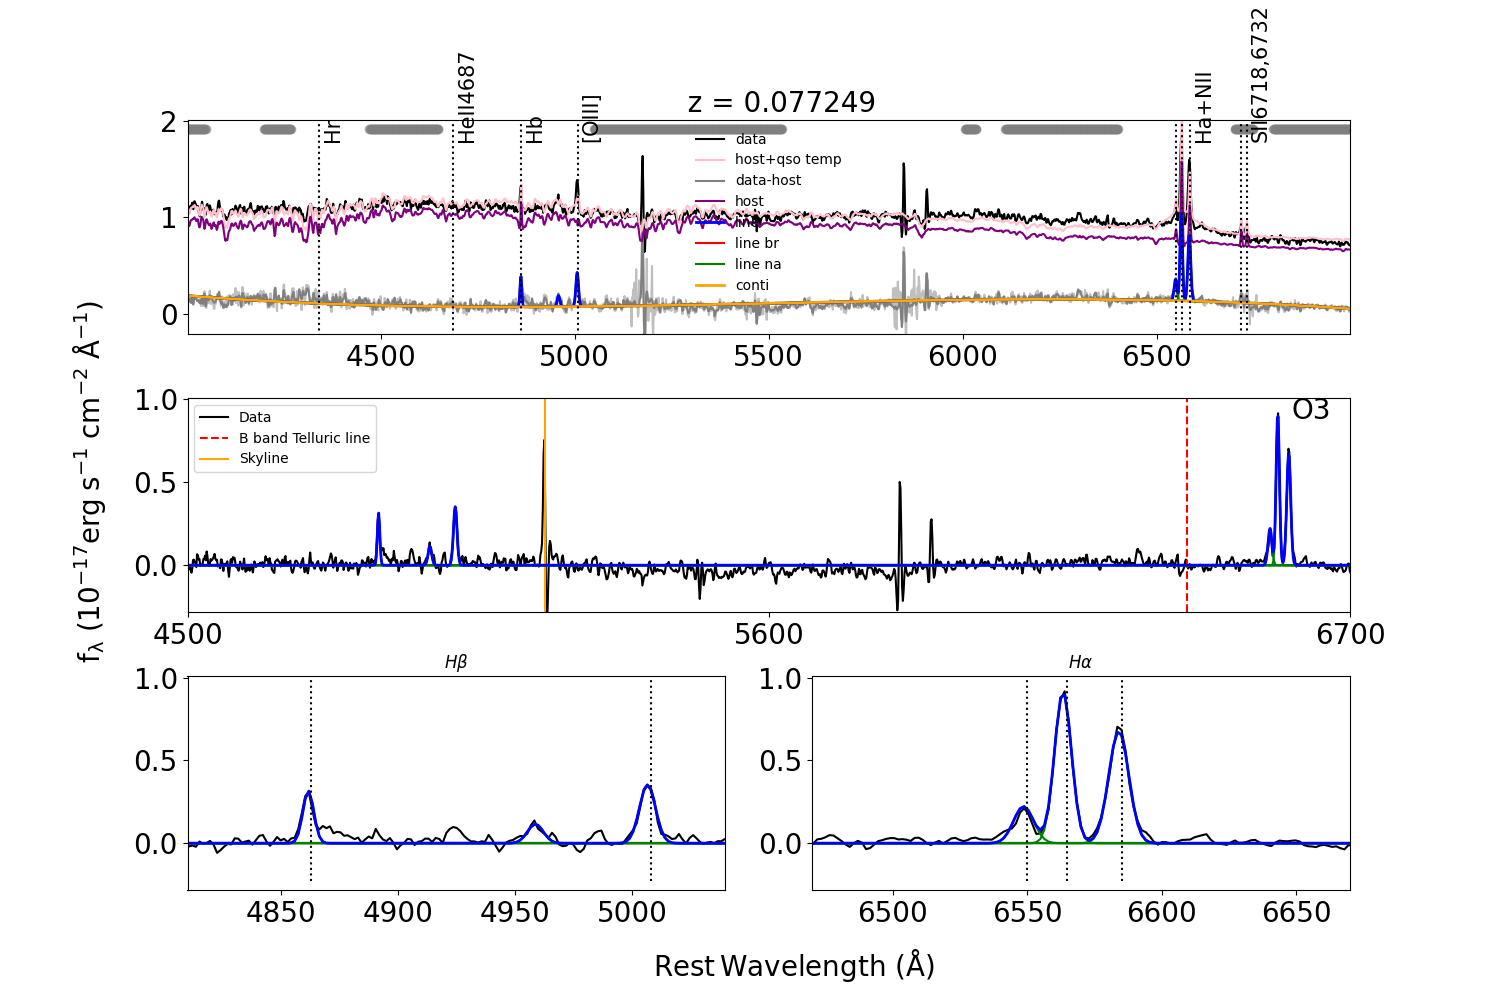 z = 0.077249
Hr
HeII4687
Hb
[OIII]
Ha+NII
SII6718,6732
data
host+qso temp
data-host
host
line
line br
line na
conti
2
1
0
4500
5000
5500
6000
6500
f_λ (10^{-17}erg s^{-1} cm^{-2} Å^{-1})
Data
B band Telluric line
Skyline
O3
1.0
0.5
0.0
4500
5600
6700
Hβ
1.0
0.5
0.0
4850
4900
4950
5000
Hα
1.0
0.5
0.0
6500
6550
6600
6650
Rest Wavelength (Å)